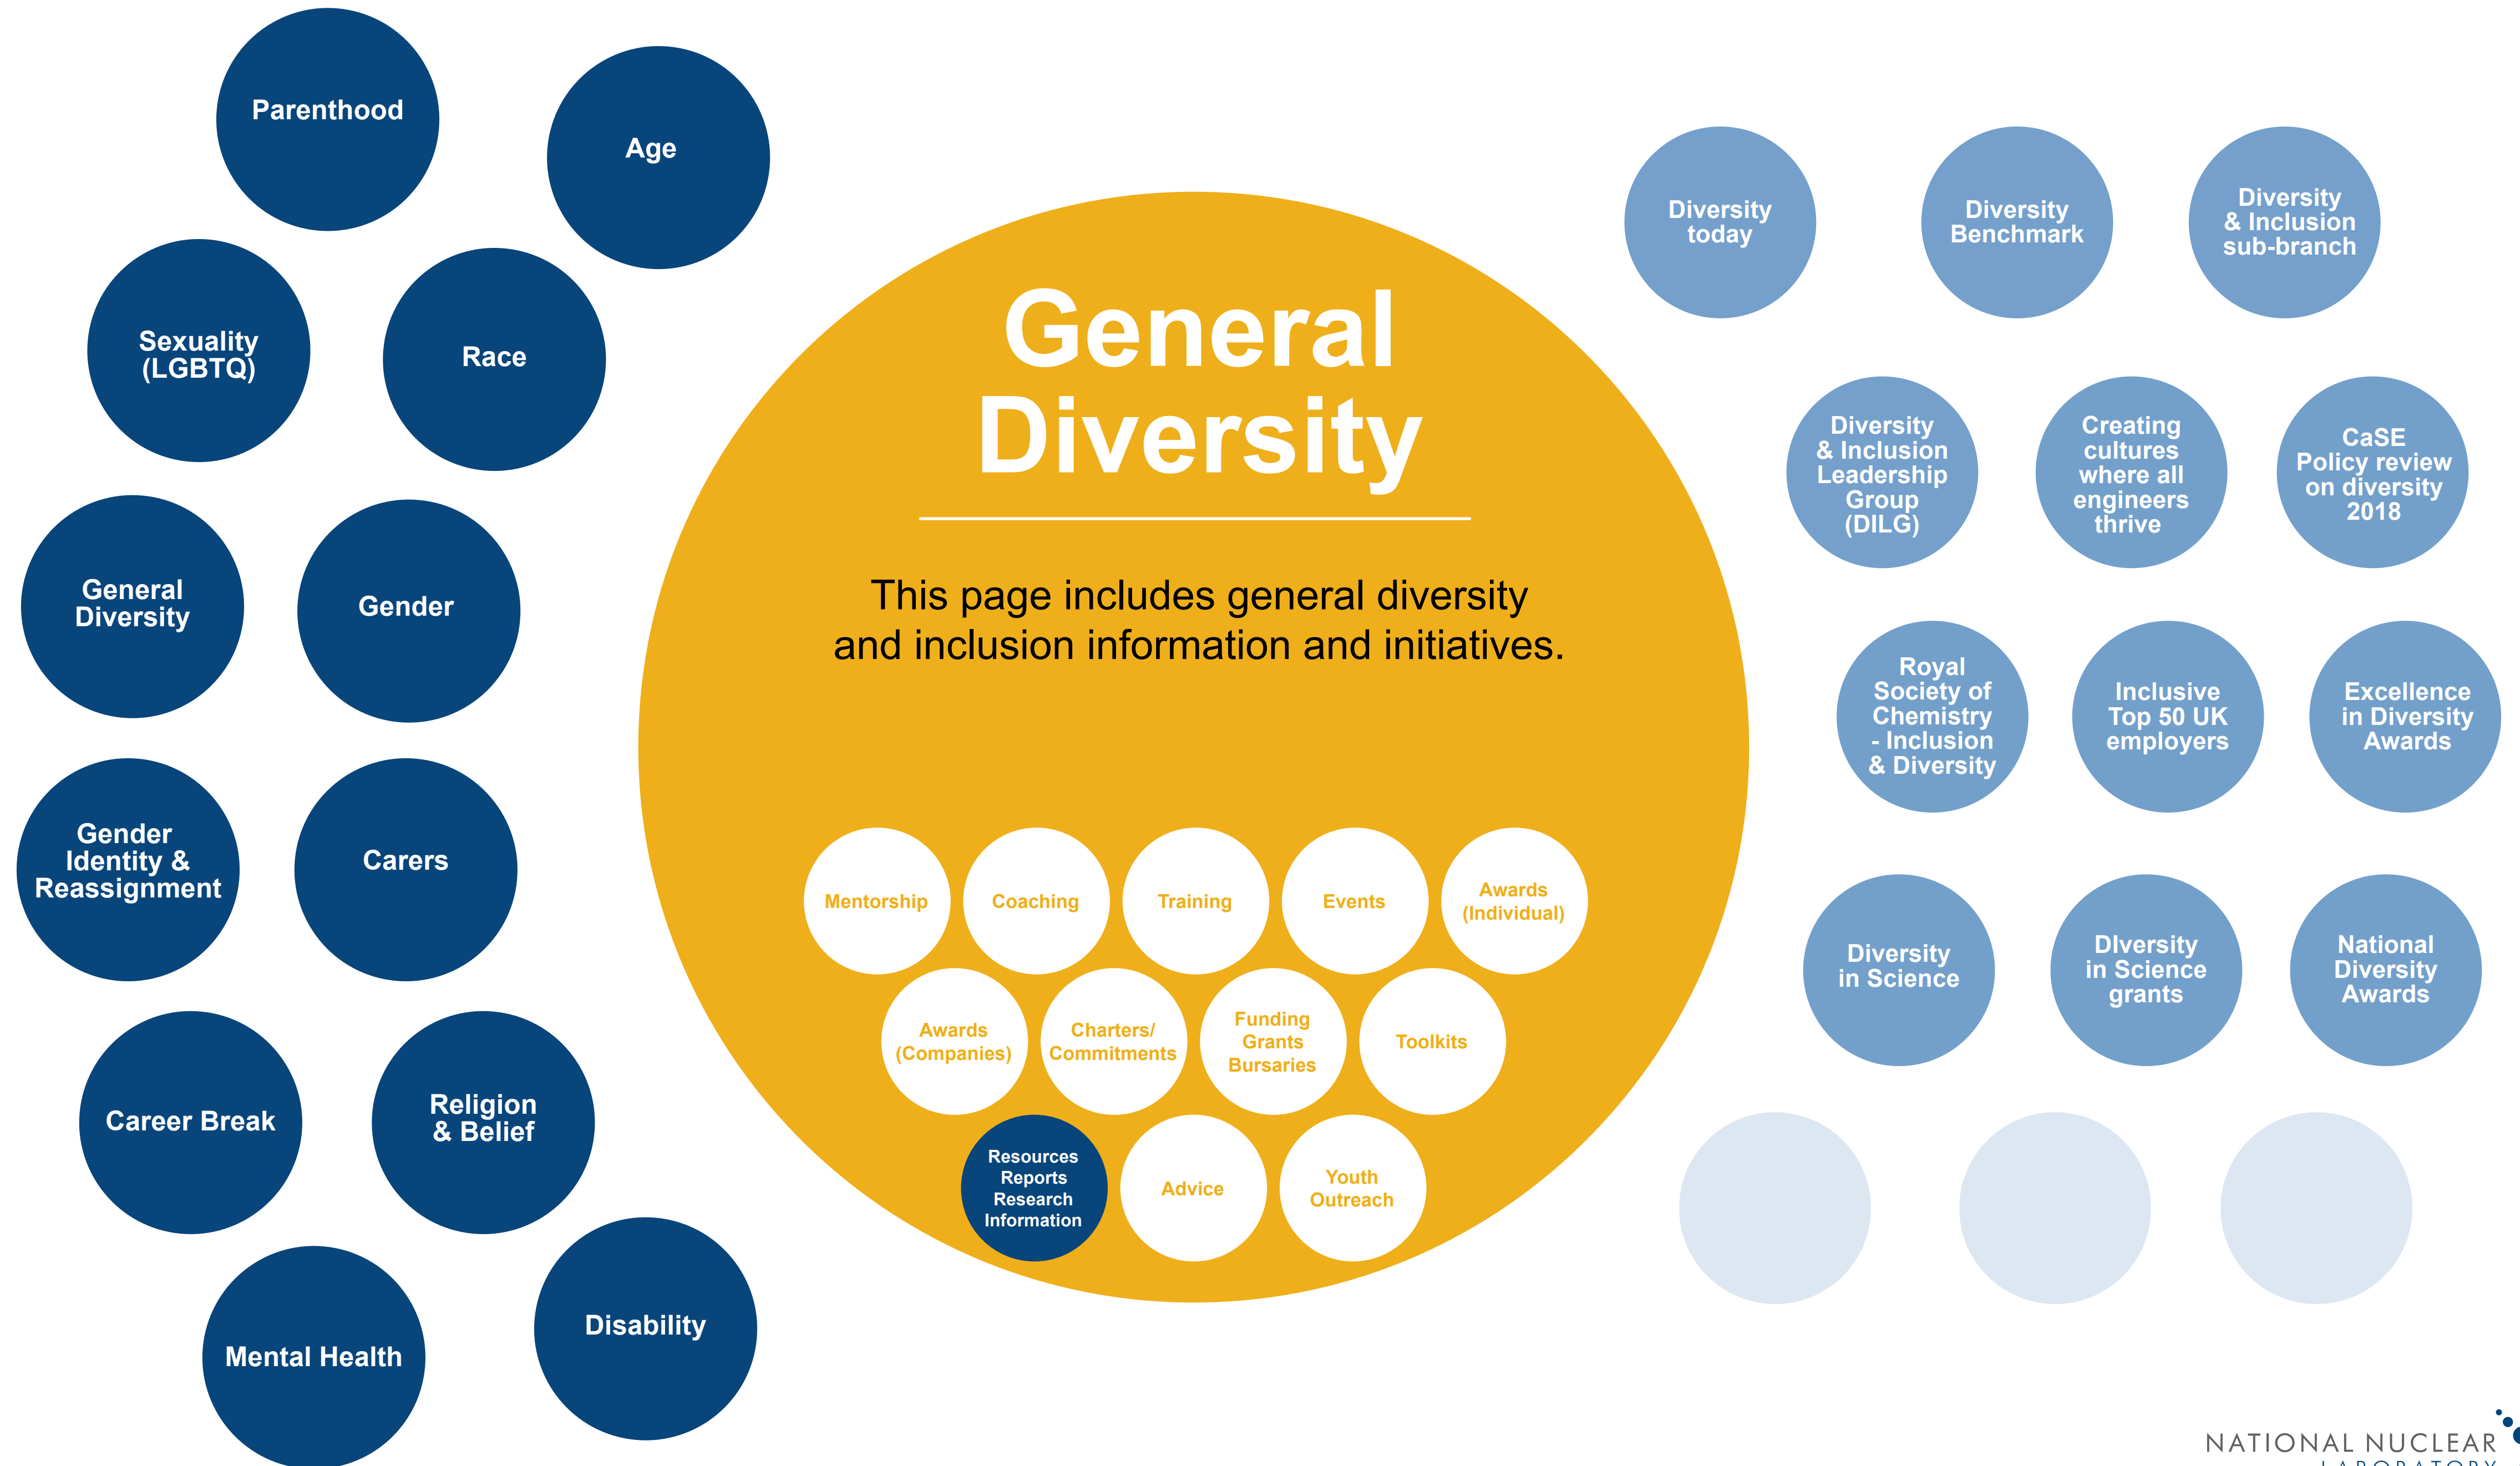 Parenthood
Age
Sexuality
(LGBTQ)
Race
General
Diversity
Gender
Gender
Identity &
Reassignment
Carers
Career Break
Religion
& Belief
Mental Health
Disability
General
Diversity
This page includes general diversity
and inclusion information and initiatives.
Mentorship
Coaching
Training
Events
Awards
(Individual)
Awards
(Companies)
Charters/
Commitments
Funding
Grants
Bursaries
Toolkits
Resources
Reports
Research
Information
Advice
Youth
Outreach
Diversity
today
Diversity
Benchmark
Diversity
& Inclusion
sub-branch
Diversity
& Inclusion
Leadership
Group
(DILG)
Creating
cultures
where all
engineers
thrive
CaSE
Policy review
on diversity
2018
Royal
Society of
Chemistry
- Inclusion
& Diversity
Inclusive
Top 50 UK
employers
Excellence
in Diversity
Awards
Diversity
in Science
DIversity
in Science
grants
National
Diversity
Awards
NATIONAL NUCLEAR
LABORATORY